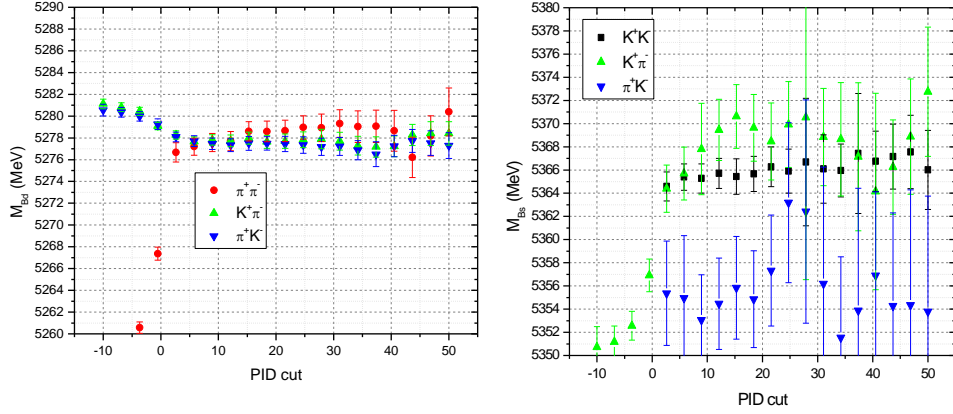 5290
5288
5286
5284
5282
5280
5278
5276
5274
5272
5270
5268
5266
5264
5262
5260
M_Bd (MeV)
π⁺π⁻
K⁺π⁻
π⁺K⁻
-10 0 10 20 30 40 50
PID cut
5380
5378
5376
5374
5372
5370
5368
5366
5364
5362
5360
5358
5356
5354
5352
5350
M_Bs (MeV)
K⁺K⁻
K⁺π⁻
π⁺K⁻
-10 0 10 20 30 40 50
PID cut